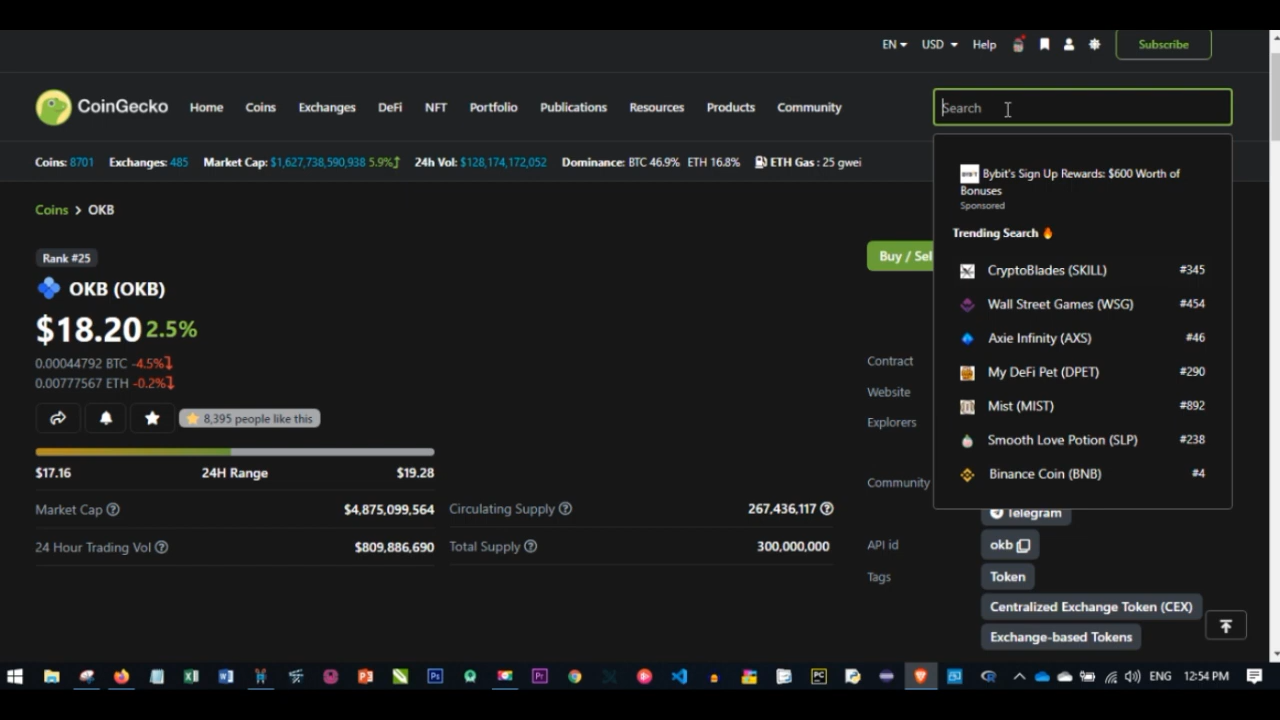 EN USD Help Subscribe
CoinGecko Home Coins Exchanges DeFi NFT Portfolio Publications Resources Products Community Search
Coins: 8701 Exchanges: 485 Market Cap: $1,627,738,590,938 5.9% 24h Vol: $128,174,172,052 Dominance: BTC 46.9% ETH 16.8% ETH Gas: 25 gwei
Bybit's Sign Up Rewards: $600 Worth of
Bonuses
Sponsored
Trending Search
CryptoBlades (SKILL) #345
Wall Street Games (WSG) #454
Axie Infinity (AXS) #46
My DeFi Pet (DPET) #290
Mist (MIST) #892
Smooth Love Potion (SLP) #238
Binance Coin (BNB) #4
Coins > OKB
Rank #25
OKB (OKB)
$18.20 2.5%
0.00044792 BTC -4.5%
0.00777567 ETH -0.2%
8,395 people like this
$17.16 24H Range $19.28
Market Cap $4,875,099,564
24 Hour Trading Vol $809,886,690
Circulating Supply 267,436,117
Total Supply 300,000,000
Buy / Sel
Contract
Website
Explorers
Community
Telegram
API id okb
Tags Token
Centralized Exchange Token (CEX)
Exchange-based Tokens
ENG 12:54 PM